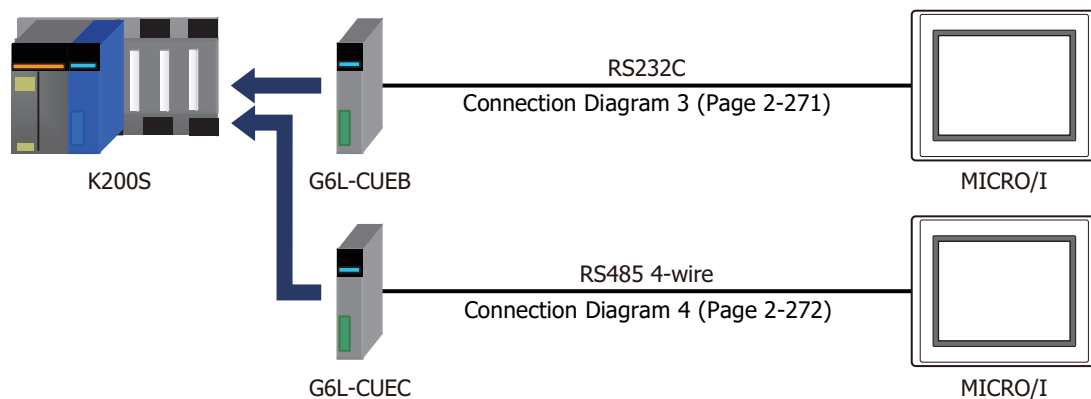 RS232C
Connection Diagram 3 (Page 2-271)
K200S
G6L-CUEB
MICRO/I
RS485 4-wire
Connection Diagram 4 (Page 2-272)
G6L-CUEC
MICRO/I